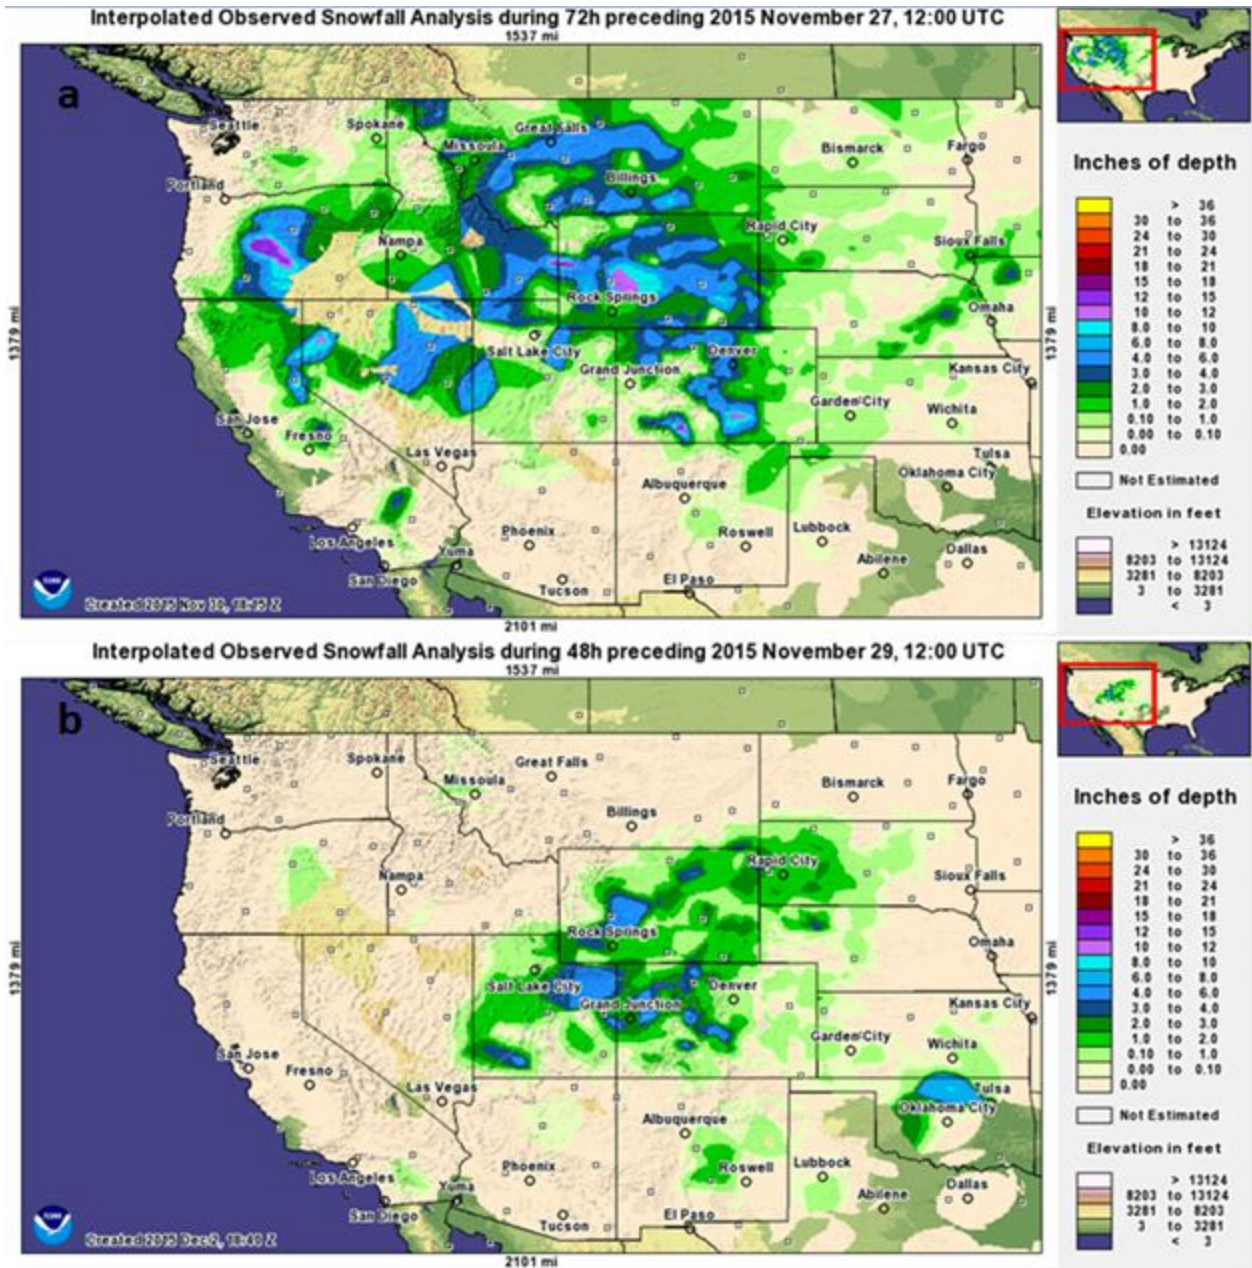 Interpolated Observed Snowfall Analysis during 72h preceding 2015 November 27, 12:00 UTC
1537 mi
a
Seattle
Spokane
Great Falls
Missoula
Bismarck
Fargo
Portland
Billings
Nampa
Rapid City
Sioux Falls
Rock Springs
Omaha
1379 mi
1379 mi
Salt Lake City
Denver
Grand Junction
Kansas City
San Jose
Garden City
Wichita
Fresno
Las Vegas
Tulsa
Albuquerque
Oklahoma City
Los Angeles
Phoenix
Roswell
Lubbock
Yuma
Abilene
Dallas
San Diego
Tucson
El Paso
Created 2015 Nov 30, 18:15 Z
2101 mi
Inches of depth
> 36
30 to 36
24 to 30
21 to 24
18 to 21
15 to 18
12 to 15
10 to 12
8.0 to 10
6.0 to 8.0
4.0 to 6.0
3.0 to 4.0
2.0 to 3.0
1.0 to 2.0
0.10 to 1.0
0.00 to 0.10
0.00
Not Estimated
Elevation in feet
> 13124
8203 to 13124
3281 to 8203
3 to 3281
< 3
Interpolated Observed Snowfall Analysis during 48h preceding 2015 November 29, 12:00 UTC
1537 mi
b
Seattle
Spokane
Great Falls
Missoula
Bismarck
Fargo
Portland
Billings
Nampa
Rapid City
Sioux Falls
Rock Springs
Omaha
1379 mi
1379 mi
Salt Lake City
Denver
Grand Junction
Kansas City
San Jose
Garden City
Wichita
Fresno
Las Vegas
Tulsa
Oklahoma City
Albuquerque
Los Angeles
Phoenix
Roswell
Lubbock
Yuma
Abilene
Dallas
San Diego
Tucson
El Paso
Created 2015 Dec 2, 18:40 Z
2101 mi
Inches of depth
> 36
30 to 36
24 to 30
21 to 24
18 to 21
15 to 18
12 to 15
10 to 12
8.0 to 10
6.0 to 8.0
4.0 to 6.0
3.0 to 4.0
2.0 to 3.0
1.0 to 2.0
0.10 to 1.0
0.00 to 0.10
0.00
Not Estimated
Elevation in feet
> 13124
8203 to 13124
3281 to 8203
3 to 3281
< 3